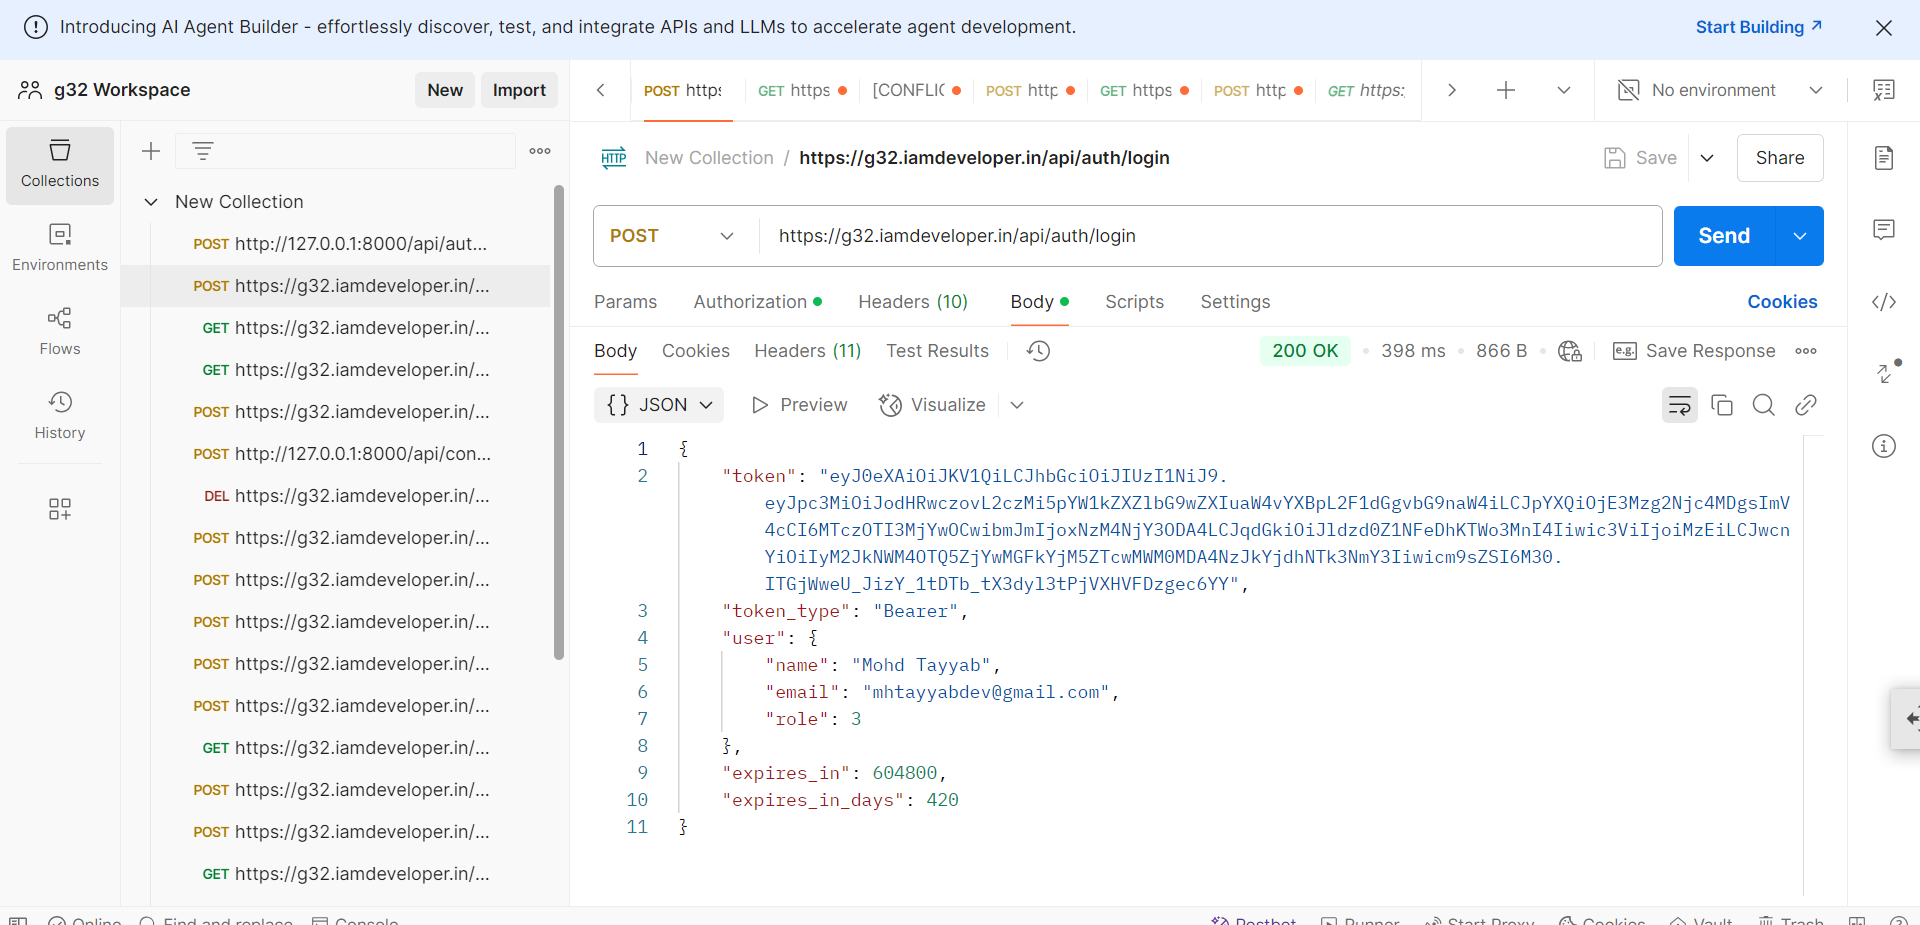 Introducing AI Agent Builder - effortlessly discover, test, and integrate APIs and LLMs to accelerate agent development.
Start Building
g32 Workspace
New
Import
POST https
GET https
[CONFLIC
POST http
GET https
POST http
GET https:
No environment
Collections
Environments
Flows
History
New Collection
POST http://127.0.0.1:8000/api/aut...
POST https://g32.iamdeveloper.in/...
GET https://g32.iamdeveloper.in/...
GET https://g32.iamdeveloper.in/...
POST https://g32.iamdeveloper.in/...
POST http://127.0.0.1:8000/api/con...
DEL https://g32.iamdeveloper.in/...
POST https://g32.iamdeveloper.in/...
POST https://g32.iamdeveloper.in/...
POST https://g32.iamdeveloper.in/...
POST https://g32.iamdeveloper.in/...
POST https://g32.iamdeveloper.in/...
GET https://g32.iamdeveloper.in/...
POST https://g32.iamdeveloper.in/...
POST https://g32.iamdeveloper.in/...
GET https://g32.iamdeveloper.in/...
HTTP
New Collection / https://g32.iamdeveloper.in/api/auth/login
Save
Share
POST
https://g32.iamdeveloper.in/api/auth/login
Send
Params
Authorization
Headers (10)
Body
Scripts
Settings
Cookies
Body
Cookies
Headers (11)
Test Results
200 OK
398 ms
866 B
e.g.
Save Response
{} JSON
Preview
Visualize
1 {
2 "token": "eyJ0eXAiOiJKV1QiLCJhbGciOiJIUzI1NiJ9.
eyJpc3MiOiJodHRwczovL2czMi5pYW1kZXZlbG9wZXIuaW4vYXBpL2F1dGgvbG9naW4iLCJpYXQiOjE3Mzg2Njc4MDgsImV
4cCI6MTczOTI3MjYwOCwibmJmIjoxNzM4NjY3ODA4LCJqdGkiOiJldzd0Z1NFeDhKTWo3MnI4Iiwic3ViIjoiMzEiLCJwcn
YiOiIyM2JkNWM4OTQ5ZjYwMGFkYjM5ZTcwMWM0MDA4NzJkYjdhNTk3NmY3Iiwicm9sZSI6M30.
ITGjWweU_JizY_1tDTb_tX3dyl3tPjVXHVFDzgec6YY",
3 "token_type": "Bearer",
4 "user": {
5 "name": "Mohd Tayyab",
6 "email": "mhtayyabdev@gmail.com",
7 "role": 3
8 },
9 "expires_in": 604800,
10 "expires_in_days": 420
11 }
Online
Find and replace
Console
Postbot
Runner
Start Proxy
Cookies
Vault
Trash